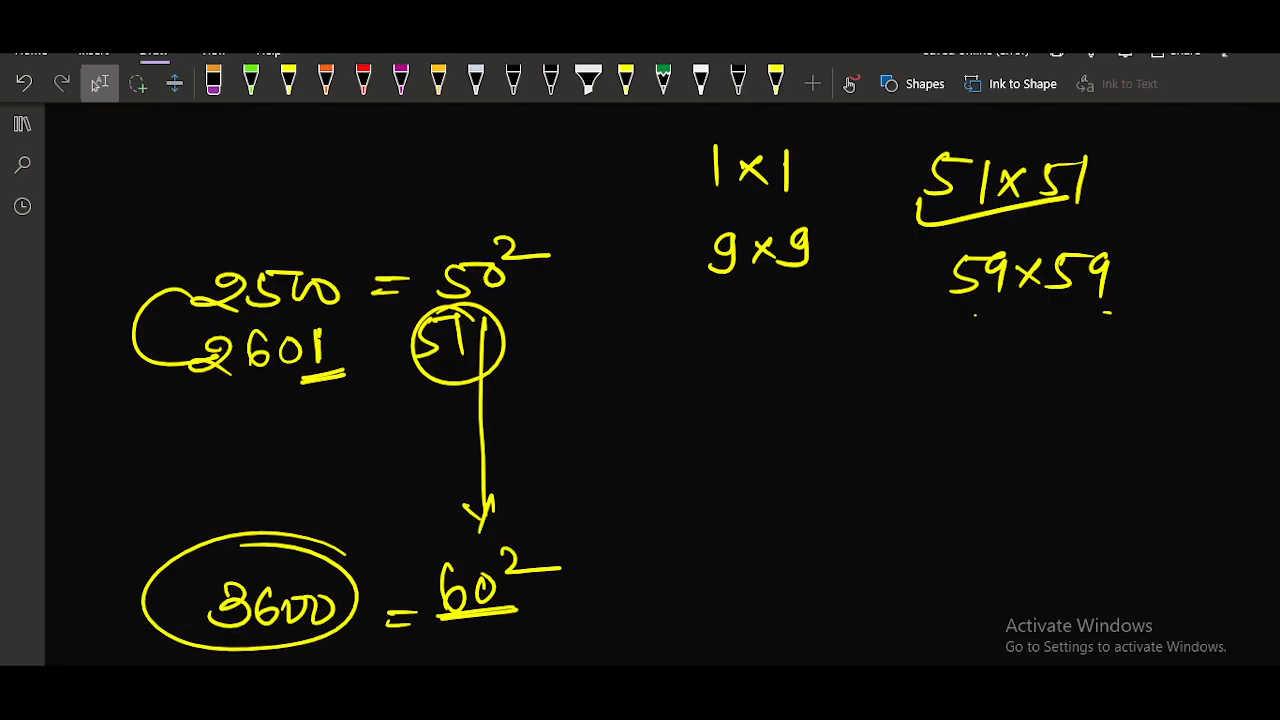 Shapes
Ink to Shape
Ink to Text
1 × 1
51 × 51
9 × 9
59 × 59
2500 = 50²
2601 51
3600 = 60²
Activate Windows
Go to Settings to activate Windows.